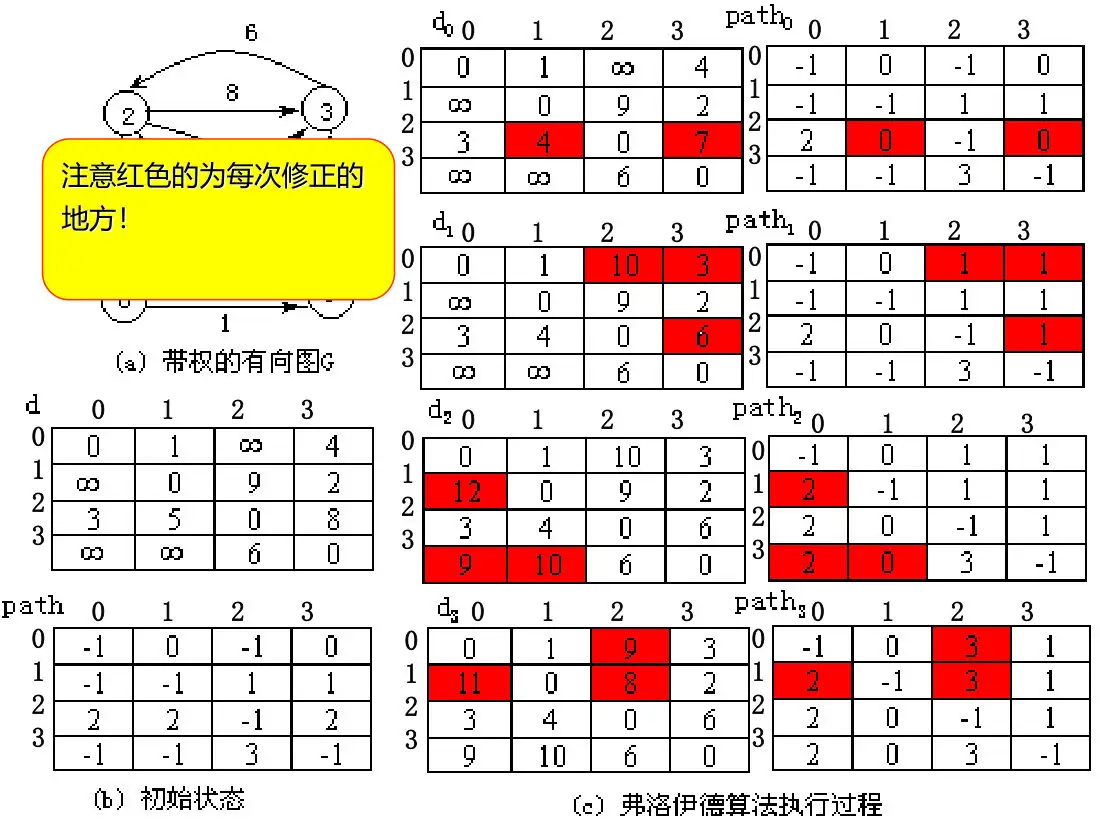 6
2
8
3
注意红色的为每次修正的
地方！
1
(a) 带权的有向图G
d 0 1 2 3
0 0 1 ∞ 4
1 ∞ 0 9 2
2 3 5 0 8
3 ∞ ∞ 6 0
path 0 1 2 3
0 -1 0 -1 0
1 -1 -1 1 1
2 2 2 -1 2
3 -1 -1 3 -1
(b) 初始状态
d0 0 1 2 3
0 0 1 ∞ 4
1 ∞ 0 9 2
2 3 4 0 7
3 ∞ ∞ 6 0
path0 0 1 2 3
0 -1 0 -1 0
1 -1 -1 1 1
2 2 0 -1 0
3 -1 -1 3 -1
d1 0 1 2 3
0 0 1 10 3
1 ∞ 0 9 2
2 3 4 0 6
3 ∞ ∞ 6 0
path1 0 1 2 3
0 -1 0 1 1
1 -1 -1 1 1
2 2 0 -1 1
3 -1 -1 3 -1
d2 0 1 2 3
0 0 1 10 3
1 12 0 9 2
2 3 4 0 6
3 9 10 6 0
path2 0 1 2 3
0 -1 0 1 1
1 2 -1 1 1
2 2 0 -1 1
3 2 0 3 -1
d3 0 1 2 3
0 0 1 9 3
1 11 0 8 2
2 3 4 0 6
3 9 10 6 0
path3 0 1 2 3
0 -1 0 3 1
1 2 -1 3 1
2 2 0 -1 1
3 2 0 3 -1
(c) 弗洛伊德算法执行过程